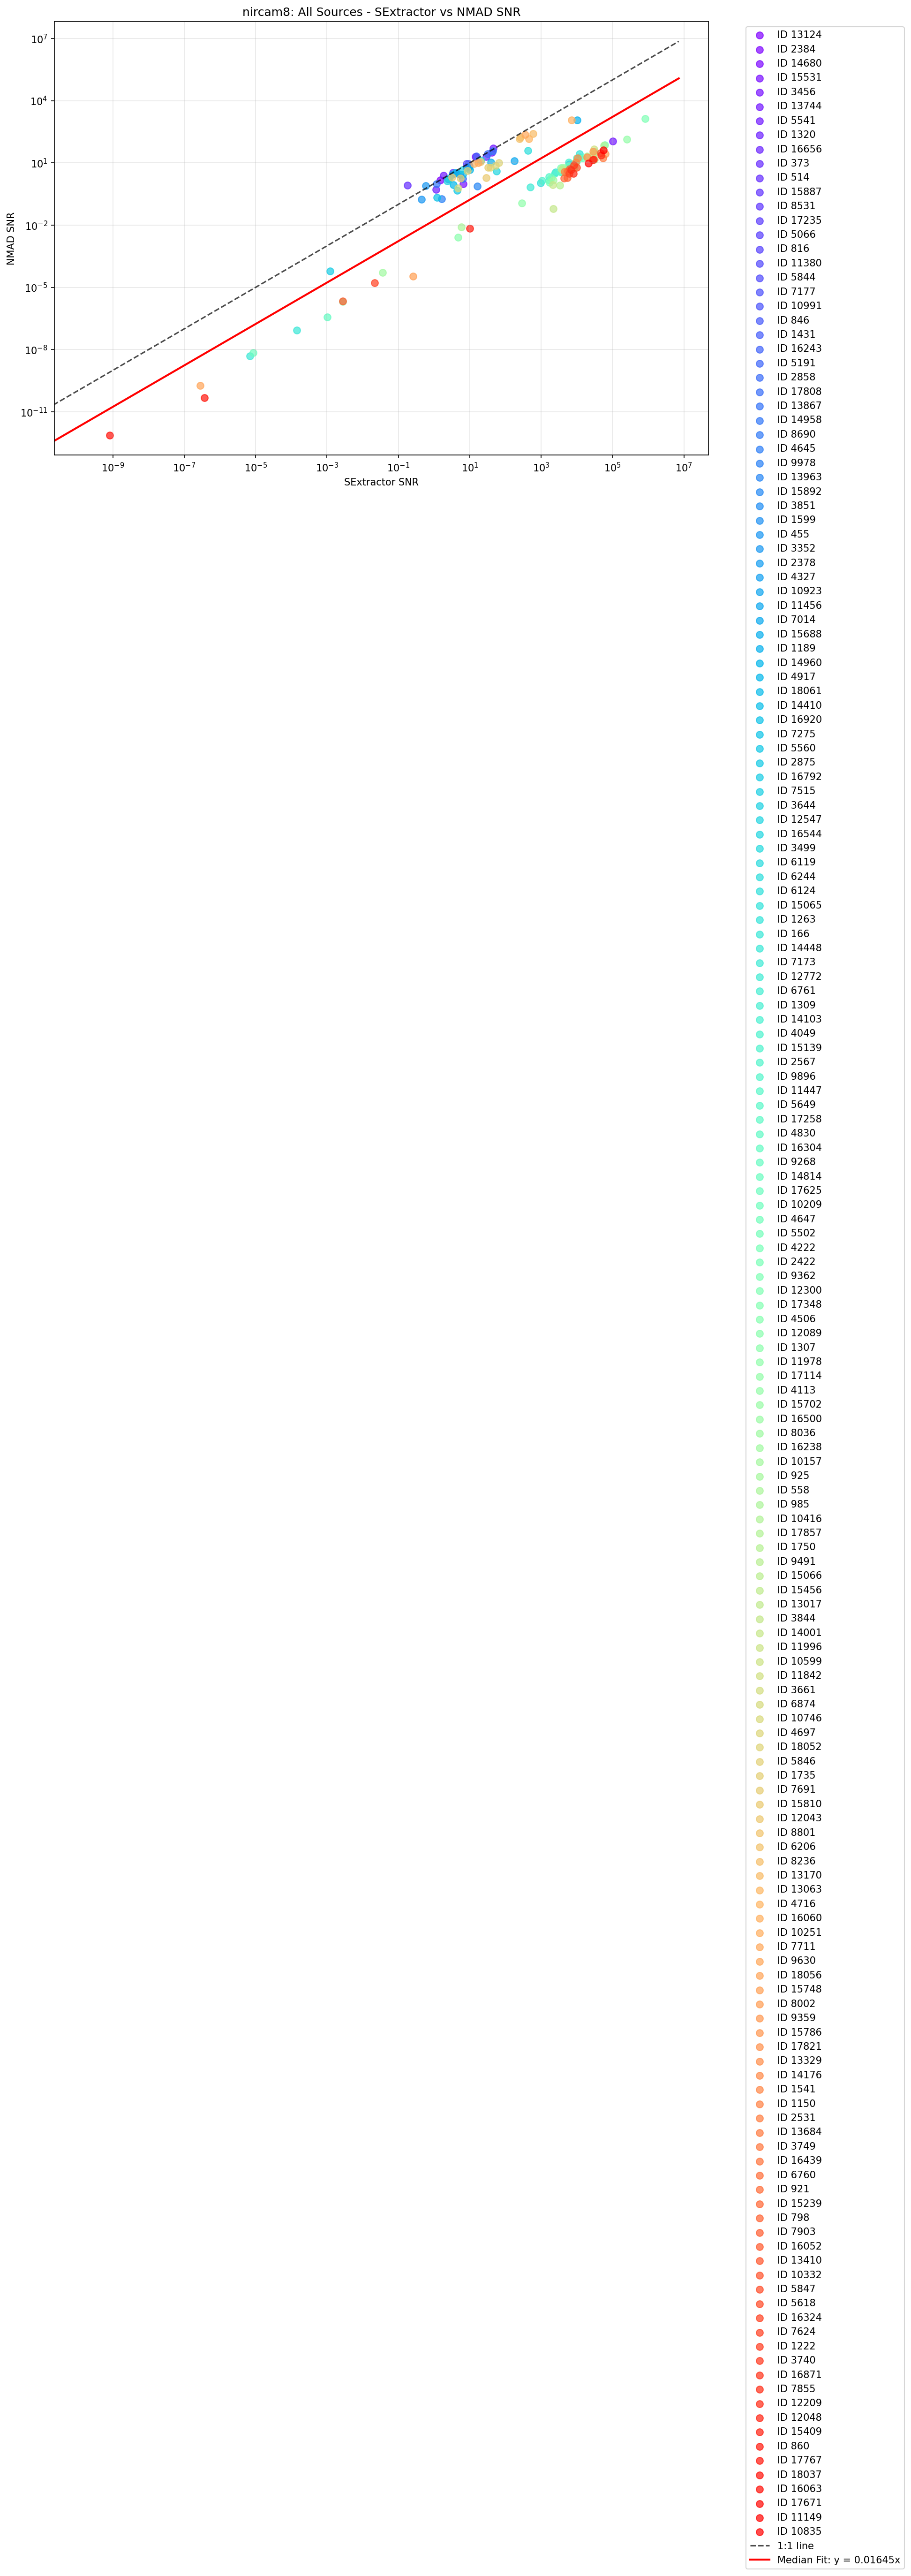 nircam8: All Sources - SExtractor vs NMAD SNR
NMAD SNR
10⁷
10⁴
10¹
10⁻²
10⁻⁵
10⁻⁸
10⁻¹¹
10⁻⁹
10⁻⁷
10⁻⁵
10⁻³
10⁻¹
10¹
10³
10⁵
10⁷
SExtractor SNR
ID 13124
ID 2384
ID 14680
ID 15531
ID 3456
ID 13744
ID 5541
ID 1320
ID 16656
ID 373
ID 514
ID 15887
ID 8531
ID 17235
ID 5066
ID 816
ID 11380
ID 5844
ID 7177
ID 10991
ID 846
ID 1431
ID 16243
ID 5191
ID 2858
ID 17808
ID 13867
ID 14958
ID 8690
ID 4645
ID 9978
ID 13963
ID 15892
ID 3851
ID 1599
ID 455
ID 3352
ID 2378
ID 4327
ID 10923
ID 11456
ID 7014
ID 15688
ID 1189
ID 14960
ID 4917
ID 18061
ID 14410
ID 16920
ID 7275
ID 5560
ID 2875
ID 16792
ID 7515
ID 3644
ID 12547
ID 16544
ID 3499
ID 6119
ID 6244
ID 6124
ID 15065
ID 1263
ID 166
ID 14448
ID 7173
ID 12772
ID 6761
ID 1309
ID 14103
ID 4049
ID 15139
ID 2567
ID 9896
ID 11447
ID 5649
ID 17258
ID 4830
ID 16304
ID 9268
ID 14814
ID 17625
ID 10209
ID 4647
ID 5502
ID 4222
ID 2422
ID 9362
ID 12300
ID 17348
ID 4506
ID 12089
ID 1307
ID 11978
ID 17114
ID 4113
ID 15702
ID 16500
ID 8036
ID 16238
ID 10157
ID 925
ID 558
ID 985
ID 10416
ID 17857
ID 1750
ID 9491
ID 15066
ID 15456
ID 13017
ID 3844
ID 14001
ID 11996
ID 10599
ID 11842
ID 3661
ID 6874
ID 10746
ID 4697
ID 18052
ID 5846
ID 1735
ID 7691
ID 15810
ID 12043
ID 8801
ID 6206
ID 8236
ID 13170
ID 13063
ID 4716
ID 16060
ID 10251
ID 7711
ID 9630
ID 18056
ID 15748
ID 8002
ID 9359
ID 15786
ID 17821
ID 13329
ID 14176
ID 1541
ID 1150
ID 2531
ID 13684
ID 3749
ID 16439
ID 6760
ID 921
ID 15239
ID 798
ID 7903
ID 16052
ID 13410
ID 10332
ID 5847
ID 5618
ID 16324
ID 7624
ID 1222
ID 3740
ID 16871
ID 7855
ID 12209
ID 12048
ID 15409
ID 860
ID 17767
ID 18037
ID 16063
ID 17671
ID 11149
ID 10835
1:1 line
Median Fit: y = 0.01645x